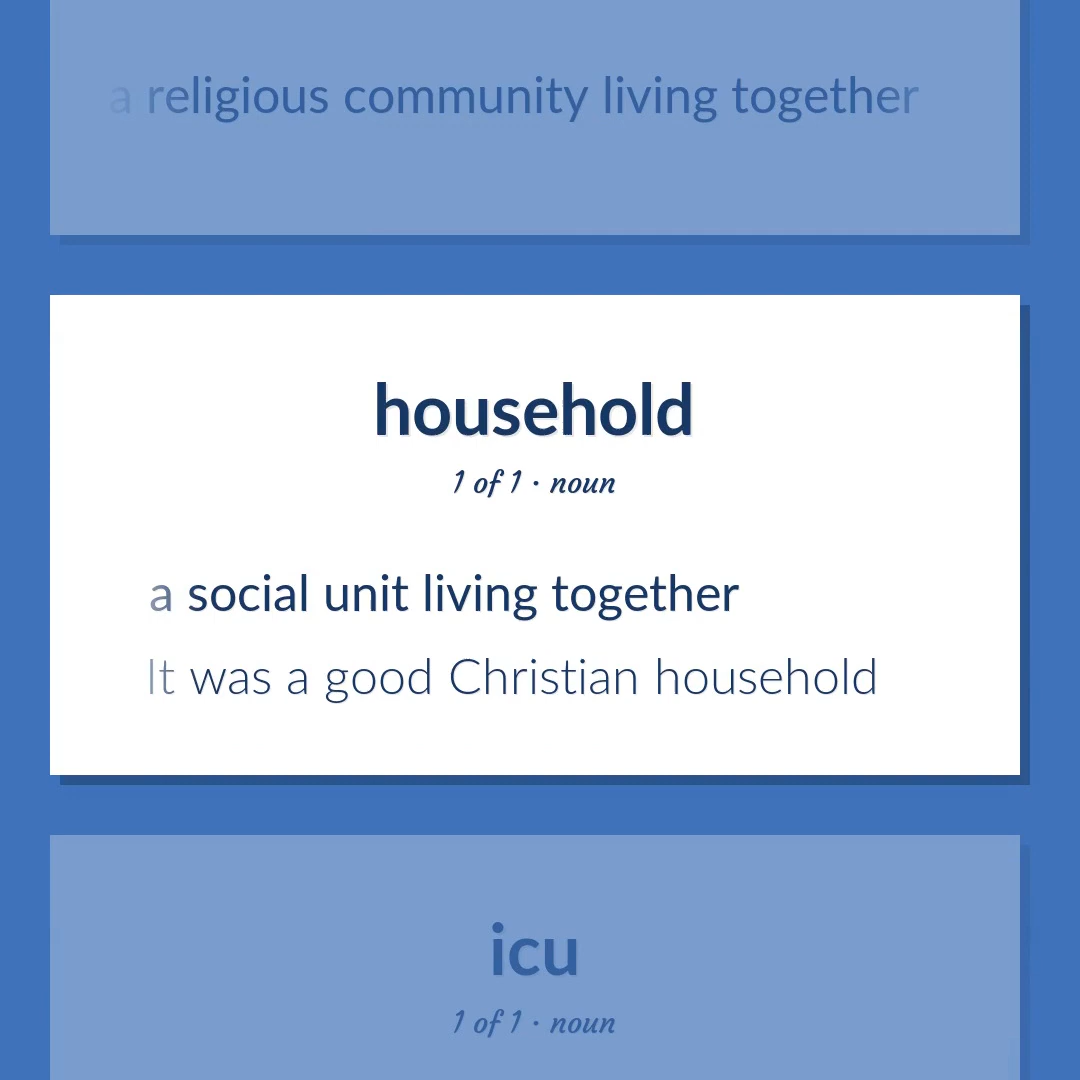 a religious community living together
household
1 of 1 · noun
a social unit living together
It was a good Christian household
icu
1 of 1 · noun